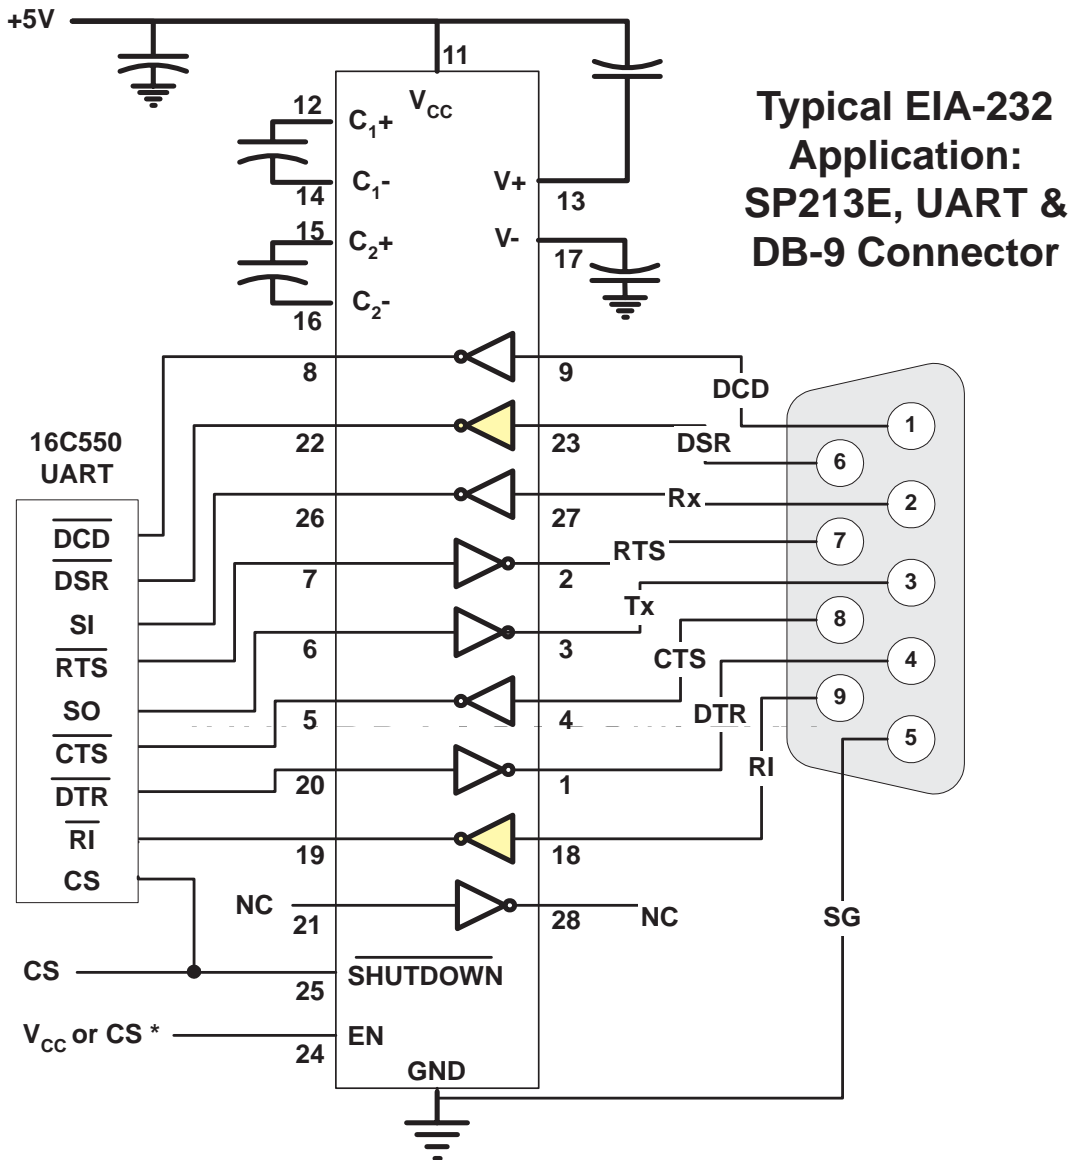 +5V
11
12
V_CC
C1+
Typical EIA-232
Application:
SP213E, UART &
DB-9 Connector
14
C1-
V+
13
15
C2+
V-
17
16
C2-
8
9
DCD
1
16C550
UART
22
23
DSR
6
26
27
Rx
2
DCD
7
2
RTS
7
DSR
3
SI
6
3
Tx
8
RTS
CTS
4
SO
5
4
DTR
9
CTS
5
DTR
20
1
RI
RI
19
18
CS
NC
21
28
NC
SG
CS
25
SHUTDOWN
VCC or CS *
24
EN
GND